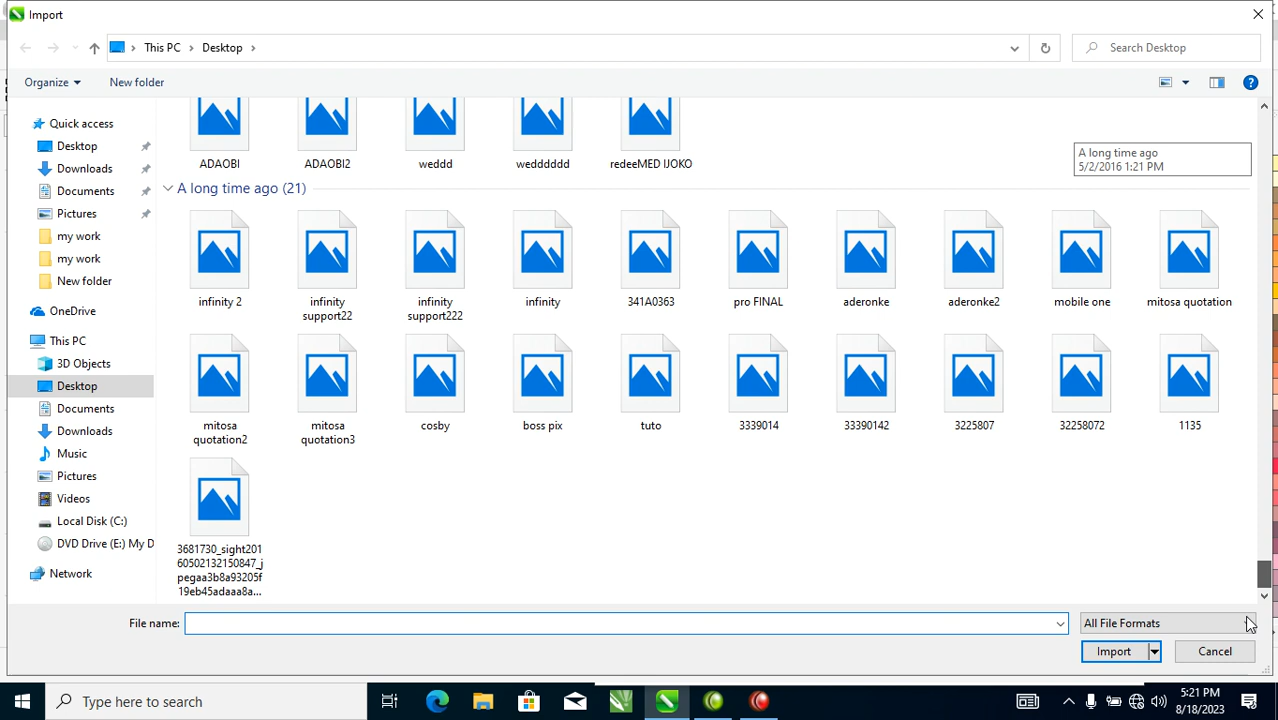 Import
This PC
Desktop
Search Desktop
Organize
New folder
Quick access
Desktop
Downloads
Documents
Pictures
my work
my work
New folder
OneDrive
This PC
3D Objects
Desktop
Documents
Downloads
Music
Pictures
Videos
Local Disk (C:)
DVD Drive (E:) My D
Network
ADAOBI
ADAOBI2
weddd
weddddd
redeeMED IJOKO
A long time ago
5/2/2016 1:21 PM
A long time ago (21)
infinity 2
infinity
support22
infinity
support222
infinity
341A0363
pro FINAL
aderonke
aderonke2
mobile one
mitosa quotation
mitosa
quotation2
mitosa
quotation3
cosby
boss pix
tuto
3339014
33390142
3225807
32258072
1135
3681730_sight201
60502132150847_j
pegaa3b8a93205f
19eb45adaaa8a...
File name:
All File Formats
Import
Cancel
Type here to search
5:21 PM
8/18/2023